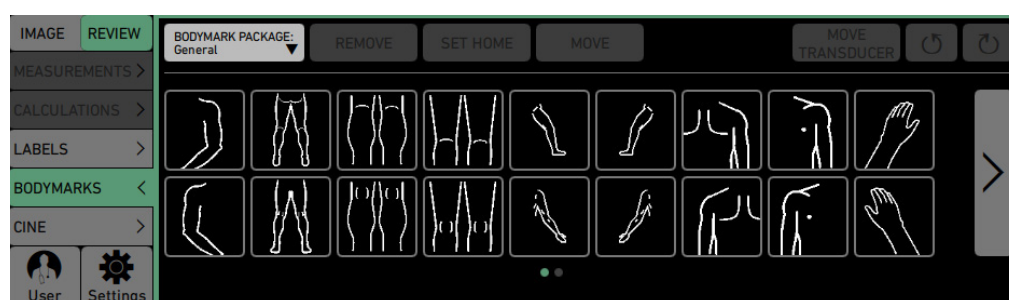 IMAGE REVIEW
MEASUREMENTS >
CALCULATIONS >
LABELS >
BODYMARKS <
CINE >
User Settings
BODYMARK PACKAGE:
General
REMOVE SET HOME MOVE
MOVE
TRANSDUCER